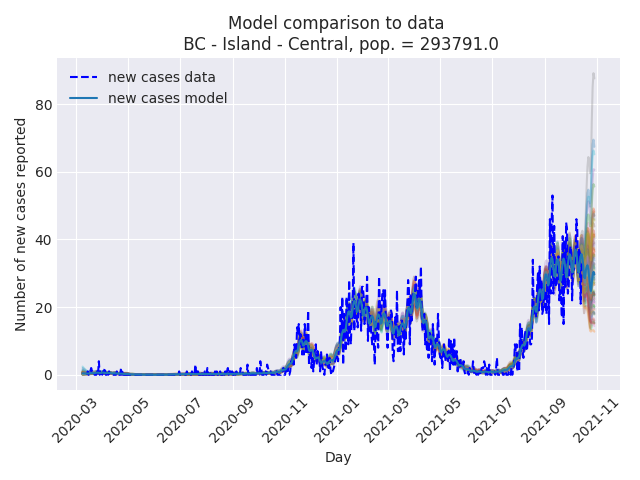 Model comparison to data
BC - Island - Central, pop. = 293791.0
new cases data
new cases model
Number of new cases reported
80
60
40
20
0
2020-03
2020-05
2020-07
2020-09
2020-11
2021-01
2021-03
2021-05
2021-07
2021-09
2021-11
Day